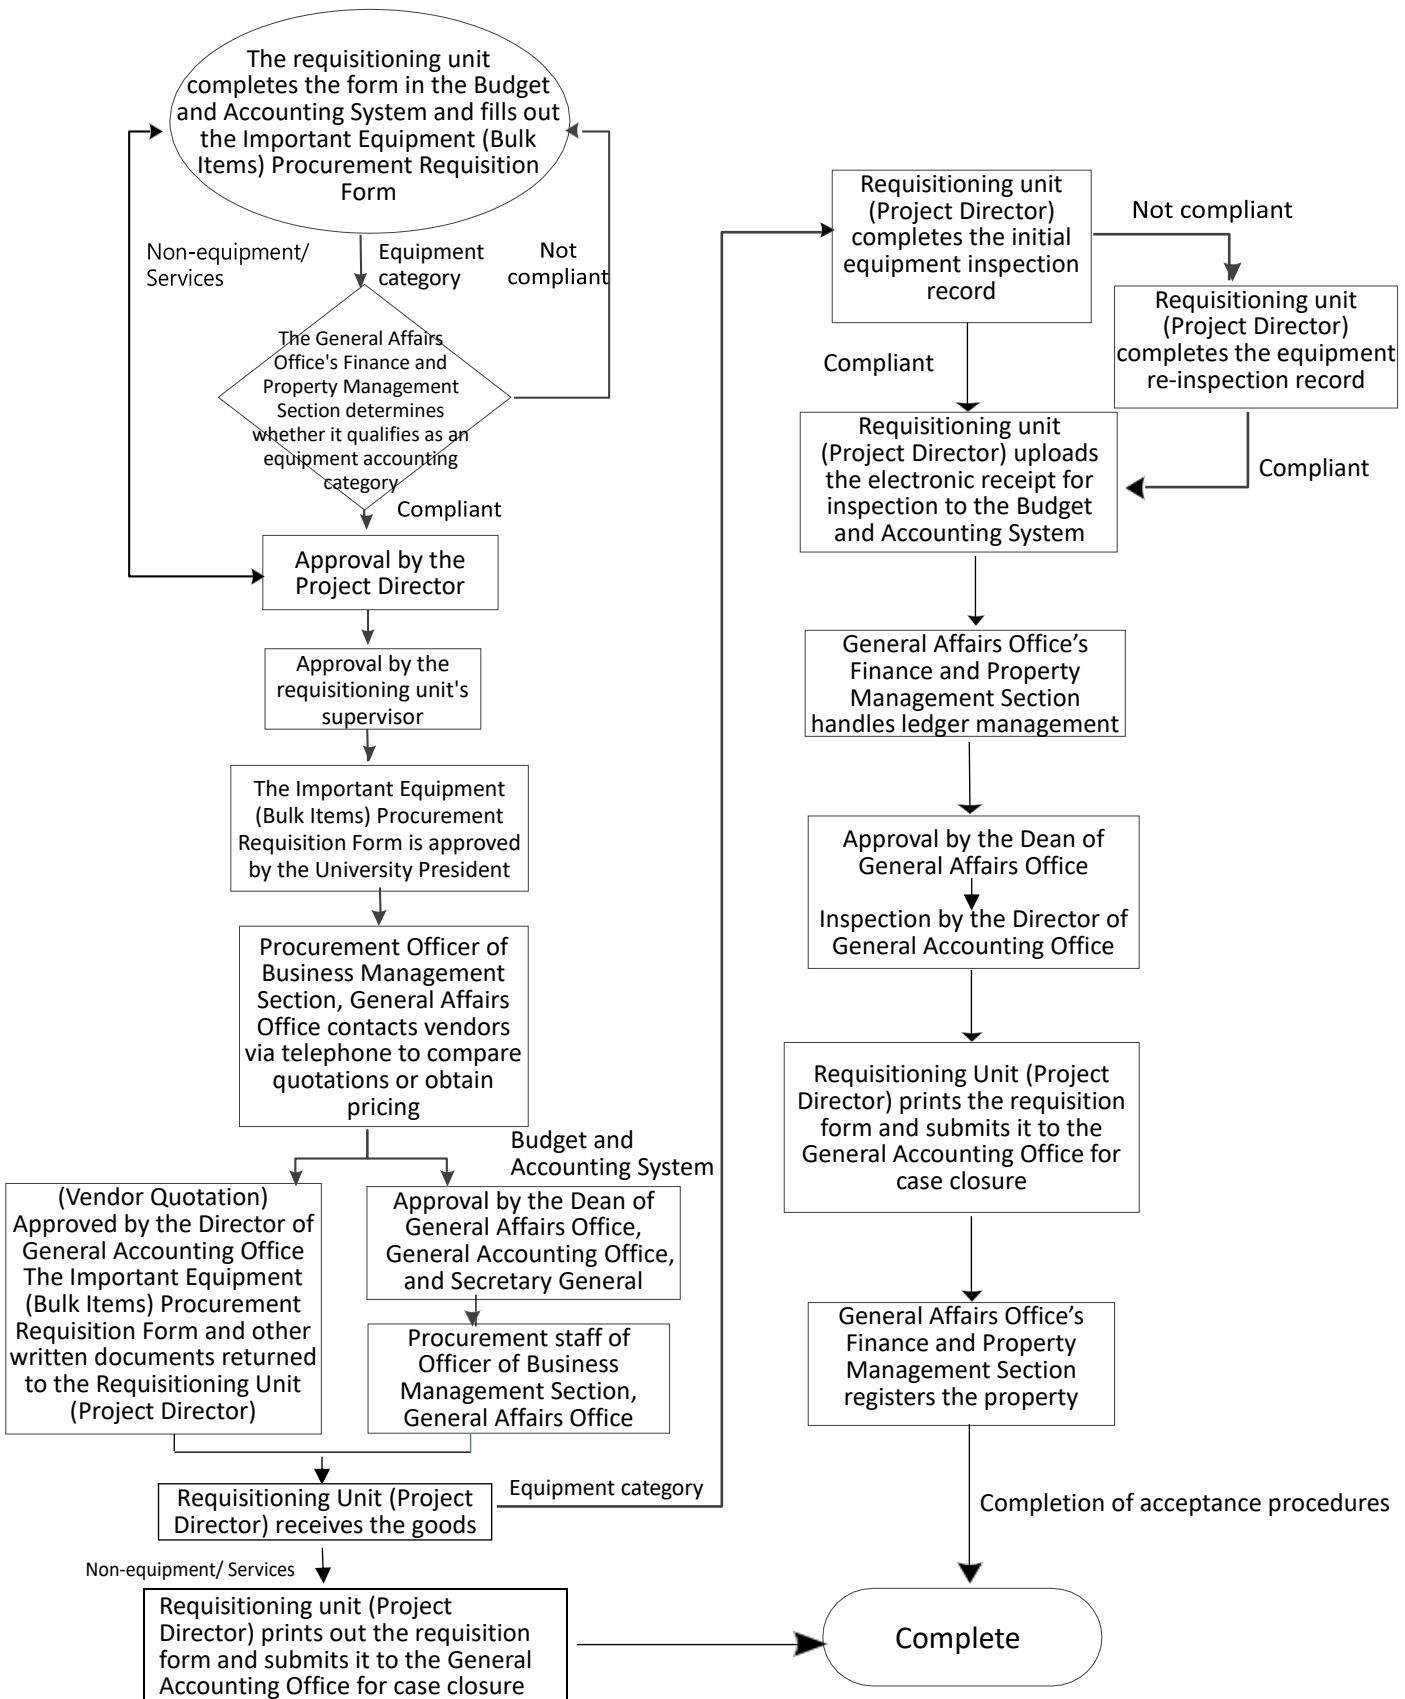 The requisitioning unit
completes the form in the Budget
and Accounting System and fills out
the Important Equipment (Bulk
Items) Procurement Requisition
Form
Non-equipment/
Services
Equipment
category
Not
compliant
The General Affairs
Office's Finance and
Property Management
Section determines
whether it qualifies as an
equipment accounting
category
Compliant
Approval by the
Project Director
Approval by the
requisitioning unit's
supervisor
The Important Equipment
(Bulk Items) Procurement
Requisition Form is approved
by the University President
Procurement Officer of
Business Management
Section, General Affairs
Office contacts vendors
via telephone to compare
quotations or obtain
pricing
Budget and
Accounting System
(Vendor Quotation)
Approved by the Director of
General Accounting Office
The Important Equipment
(Bulk Items) Procurement
Requisition Form and other
written documents returned
to the Requisitioning Unit
(Project Director)
Approval by the Dean of
General Affairs Office,
General Accounting Office,
and Secretary General
Procurement staff of
Officer of Business
Management Section,
General Affairs Office
Requisitioning Unit (Project
Director) receives the goods
Equipment category
Non-equipment/ Services
Requisitioning unit (Project
Director) prints out the requisition
form and submits it to the General
Accounting Office for case closure
Requisitioning unit
(Project Director)
completes the initial
equipment inspection
record
Not compliant
Requisitioning unit
(Project Director)
completes the equipment
re-inspection record
Compliant
Compliant
Requisitioning unit
(Project Director) uploads
the electronic receipt for
inspection to the Budget
and Accounting System
General Affairs Office’s
Finance and Property
Management Section
handles ledger management
Approval by the Dean of
General Affairs Office
Inspection by the Director of
General Accounting Office
Requisitioning Unit (Project
Director) prints the requisition
form and submits it to the
General Accounting Office for
case closure
General Affairs Office’s
Finance and Property
Management Section
registers the property
Completion of acceptance procedures
Complete